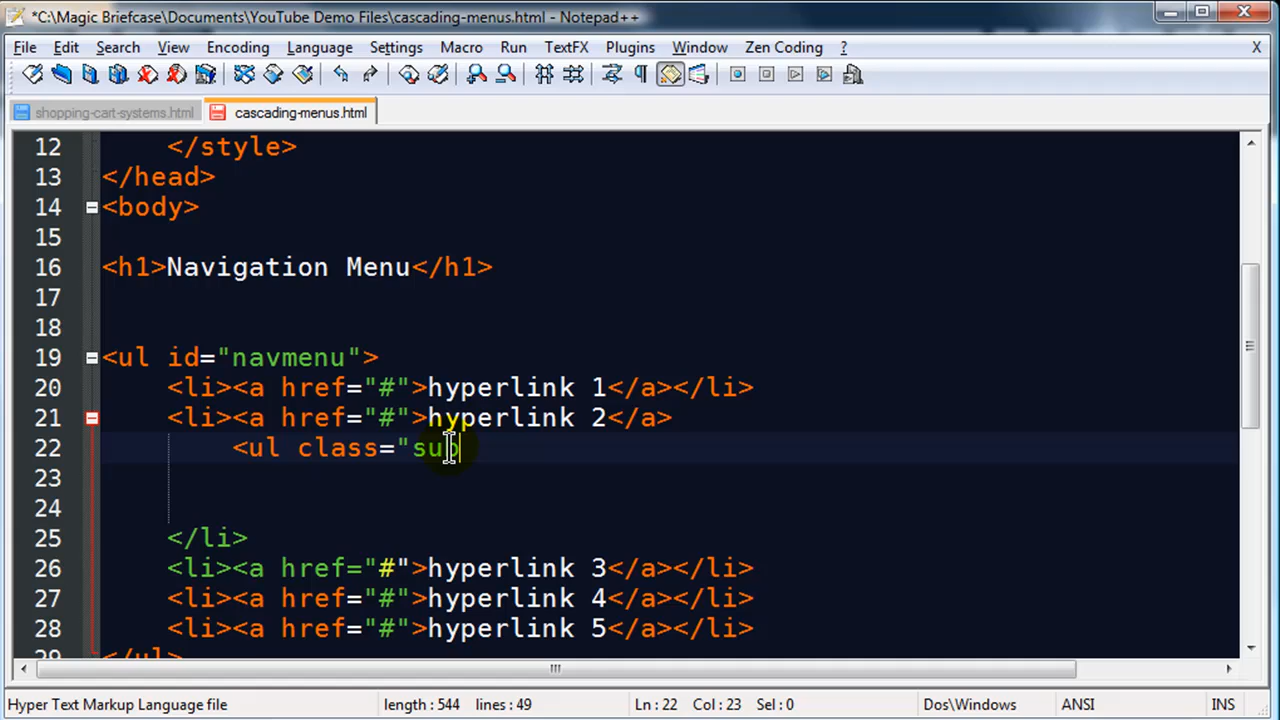 *C:\Magic Briefcase\Documents\YouTube Demo Files\cascading-menus.html - Notepad++
File Edit Search View Encoding Language Settings Macro Run TextFX Plugins Window Zen Coding ? X
shopping-cart-systems.html cascading-menus.html
12 </style>
13 </head>
14 <body>
15
16 <h1>Navigation Menu</h1>
17
18
19 <ul id="navmenu">
20 <li><a href="#">hyperlink 1</a></li>
21 <li><a href="#">hyperlink 2</a>
22 <ul class="sub
23
24
25 </li>
26 <li><a href="#">hyperlink 3</a></li>
27 <li><a href="#">hyperlink 4</a></li>
28 <li><a href="#">hyperlink 5</a></li>
29 </ul>
Hyper Text Markup Language file length : 544 lines : 49 Ln : 22 Col : 23 Sel : 0 Dos\Windows ANSI INS